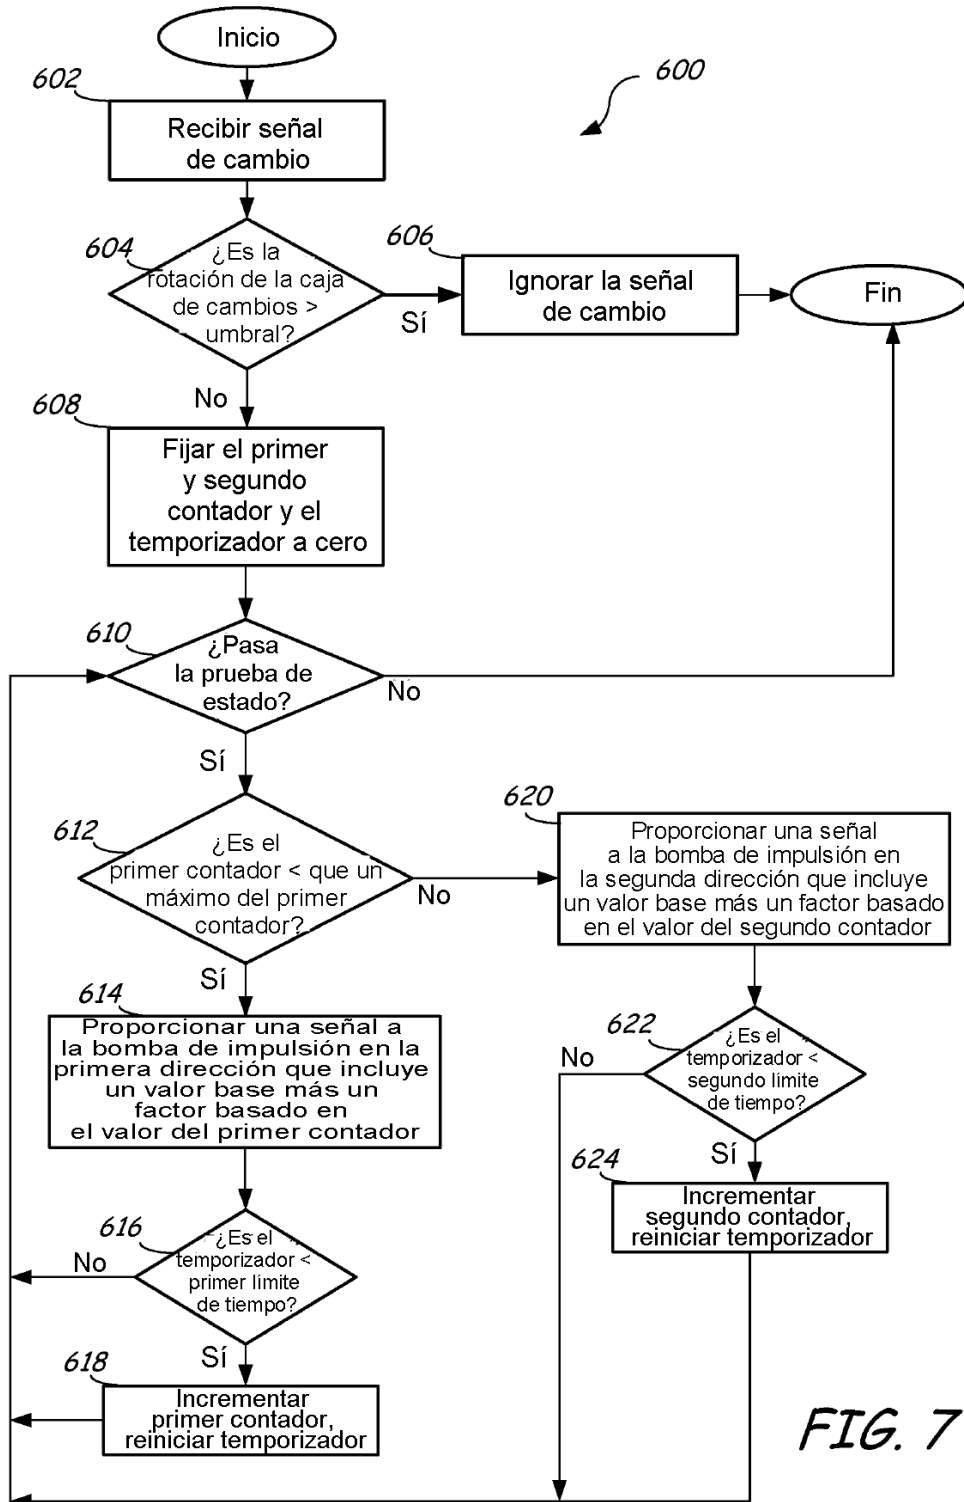 Inicio
600
602
Recibir señal
de cambio
604
¿Es la
rotación de la caja
de cambios >
umbral?
Sí
606
Ignorar la señal
de cambio
Fin
No
608
Fijar el primer
y segundo
contador y el
temporizador a cero
610
¿Pasa
la prueba de
estado?
No
Sí
612
¿Es el
primer contador < que un
máximo del primer
contador?
No
620
Proporcionar una señal
a la bomba de impulsión en
la segunda dirección que incluye
un valor base más un factor basado
en el valor del segundo contador
Sí
614
Proporcionar una señal a
la bomba de impulsión en la
primera dirección que incluye
un valor base más un
factor basado en
el valor del primer contador
622
¿Es el
temporizador <
segundo límite
de tiempo?
No
Sí
624
Incrementar
segundo contador,
reiniciar temporizador
616
¿Es el
temporizador <
primer límite
de tiempo?
No
Sí
618
Incrementar
primer contador,
reiniciar temporizador
FIG. 7